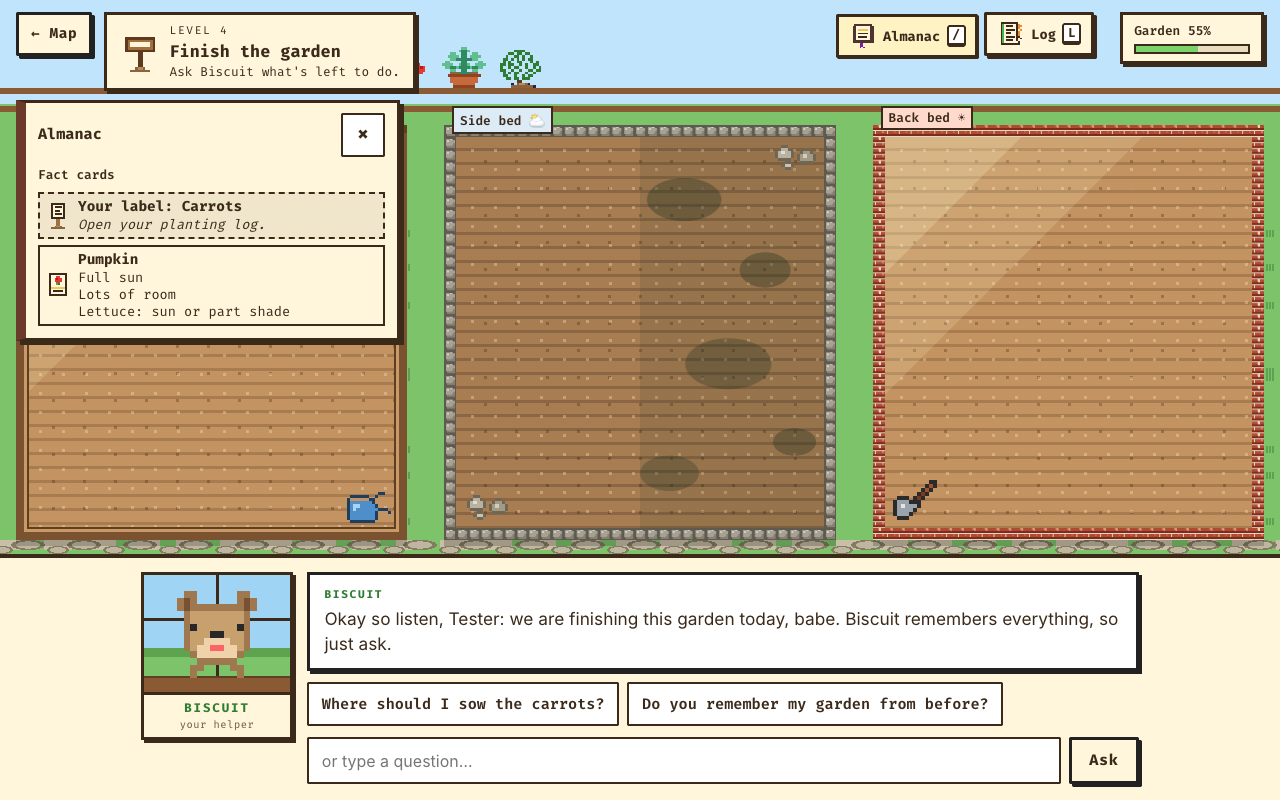 ← Map
LEVEL 4
Finish the garden
Ask Biscuit what's left to do.
Almanac /
Log L
Garden 55%
Almanac
×
Fact cards
Your label: Carrots
Open your planting log.
Pumpkin
Full sun
Lots of room
Lettuce: sun or part shade
Side bed
Back bed
BISCUIT
your helper
BISCUIT
Okay so listen, Tester: we are finishing this garden today, babe. Biscuit remembers everything, so
just ask.
Where should I sow the carrots?
Do you remember my garden from before?
or type a question...
Ask